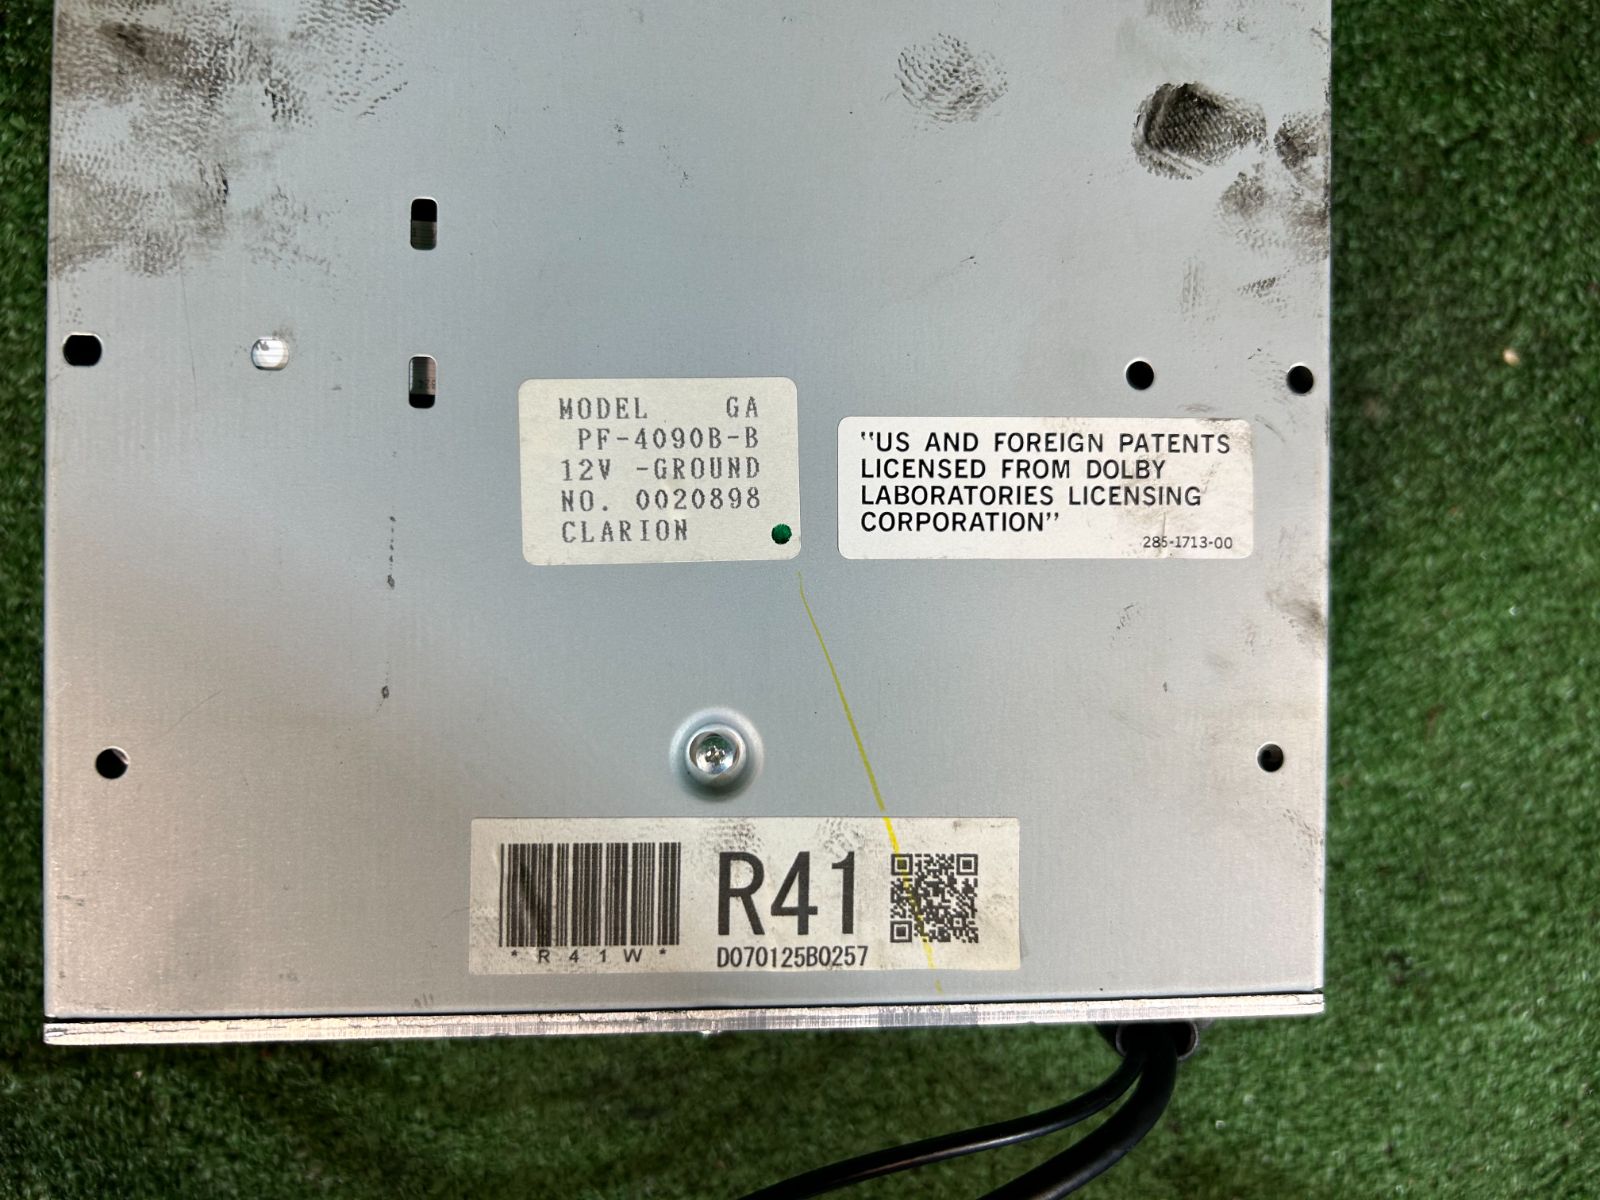 MODEL GA
PF-4090B-B
12V -GROUND
NO. 0020898
CLARION
"US AND FOREIGN PATENTS
LICENSED FROM DOLBY
LABORATORIES LICENSING
CORPORATION"
285-1713-00
R41
*R41W*
D070125B0257